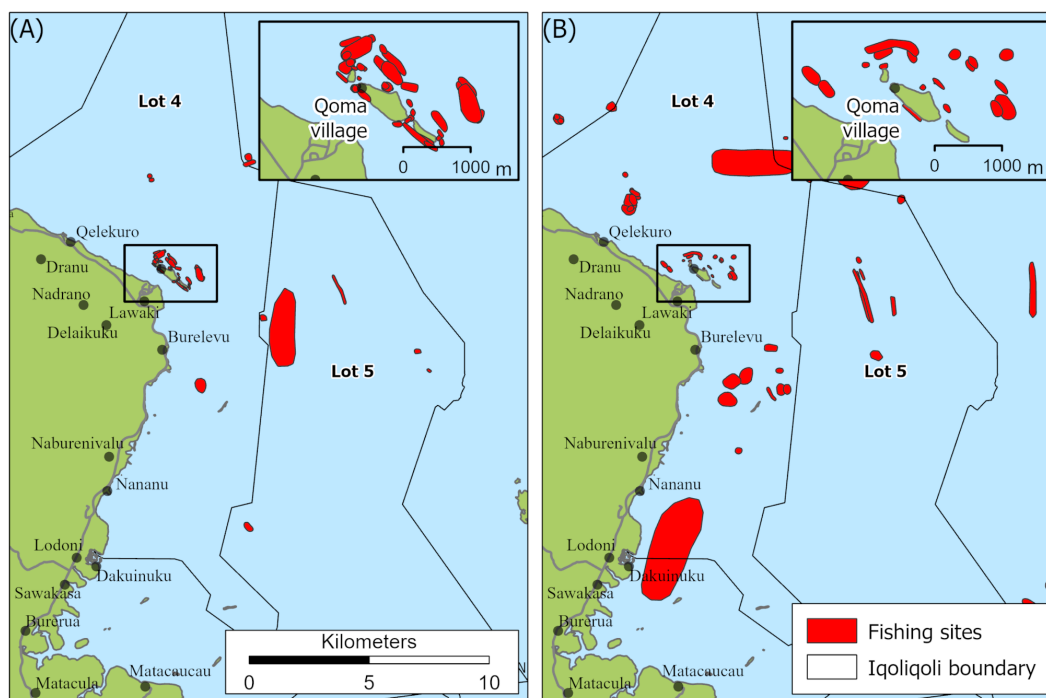 (A)
Lot 4
Qoma
village
0 1000 m
Qelekuro
Dranu
Nadrano
Lawaki
Delaikuku
Burelevu
Lot 5
Naburenivalu
Nananu
Lodoni
Dakuinuku
Sawakasa
Burerua
Matacula
Matacaucau
Kilometers
0 5 10
(B)
Lot 4
Qoma
village
0 1000 m
Qelekuro
Dranu
Nadrano
Lawaki
Delaikuku
Burelevu
Lot 5
Naburenivalu
Nananu
Lodoni
Dakuinuku
Sawakasa
Burerua
Matacula
Matacaucau
Fishing sites
Iqoliqoli boundary